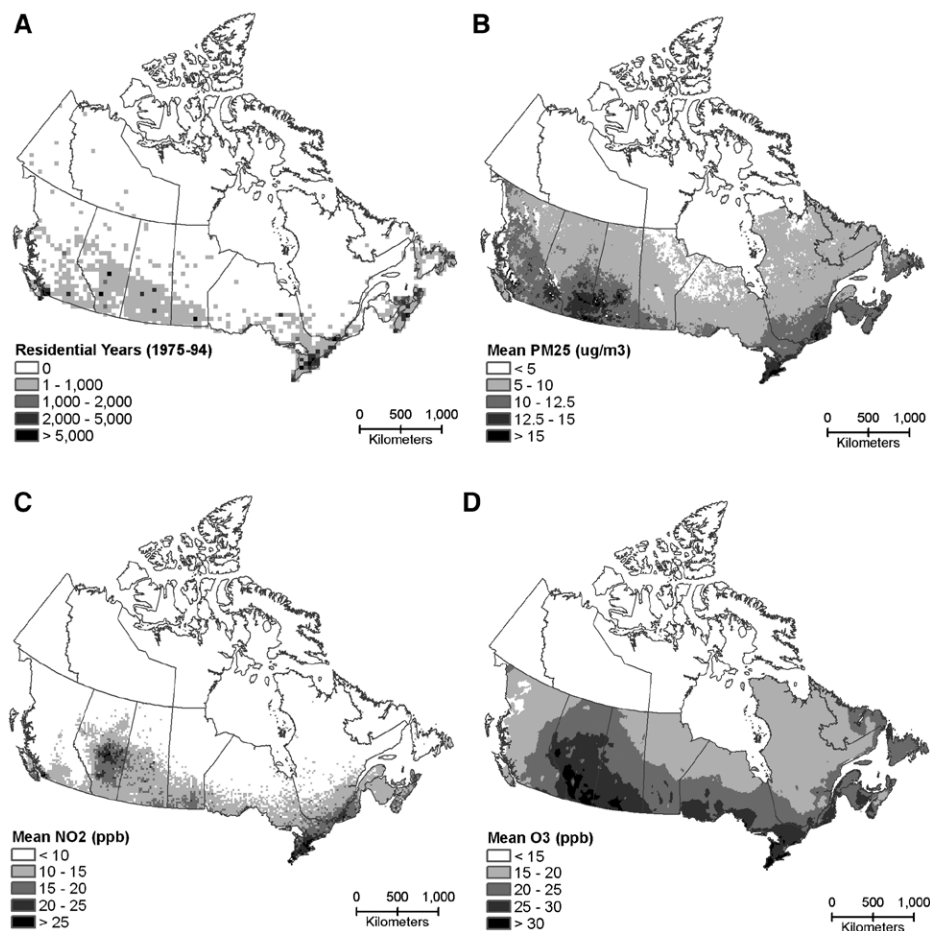 A
Residential Years (1975-94)
0
1 - 1,000
1,000 - 2,000
2,000 - 5,000
> 5,000
0 500 1,000
Kilometers
B
Mean PM25 (ug/m3)
< 5
5 - 10
10 - 12.5
12.5 - 15
> 15
0 500 1,000
Kilometers
C
Mean NO2 (ppb)
< 10
10 - 15
15 - 20
20 - 25
> 25
0 500 1,000
Kilometers
D
Mean O3 (ppb)
< 15
15 - 20
20 - 25
25 - 30
> 30
0 500 1,000
Kilometers